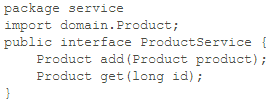 package service
import domain.Product;
public interface ProductService {
    Product add(Product product);
    Product get(long id);
}